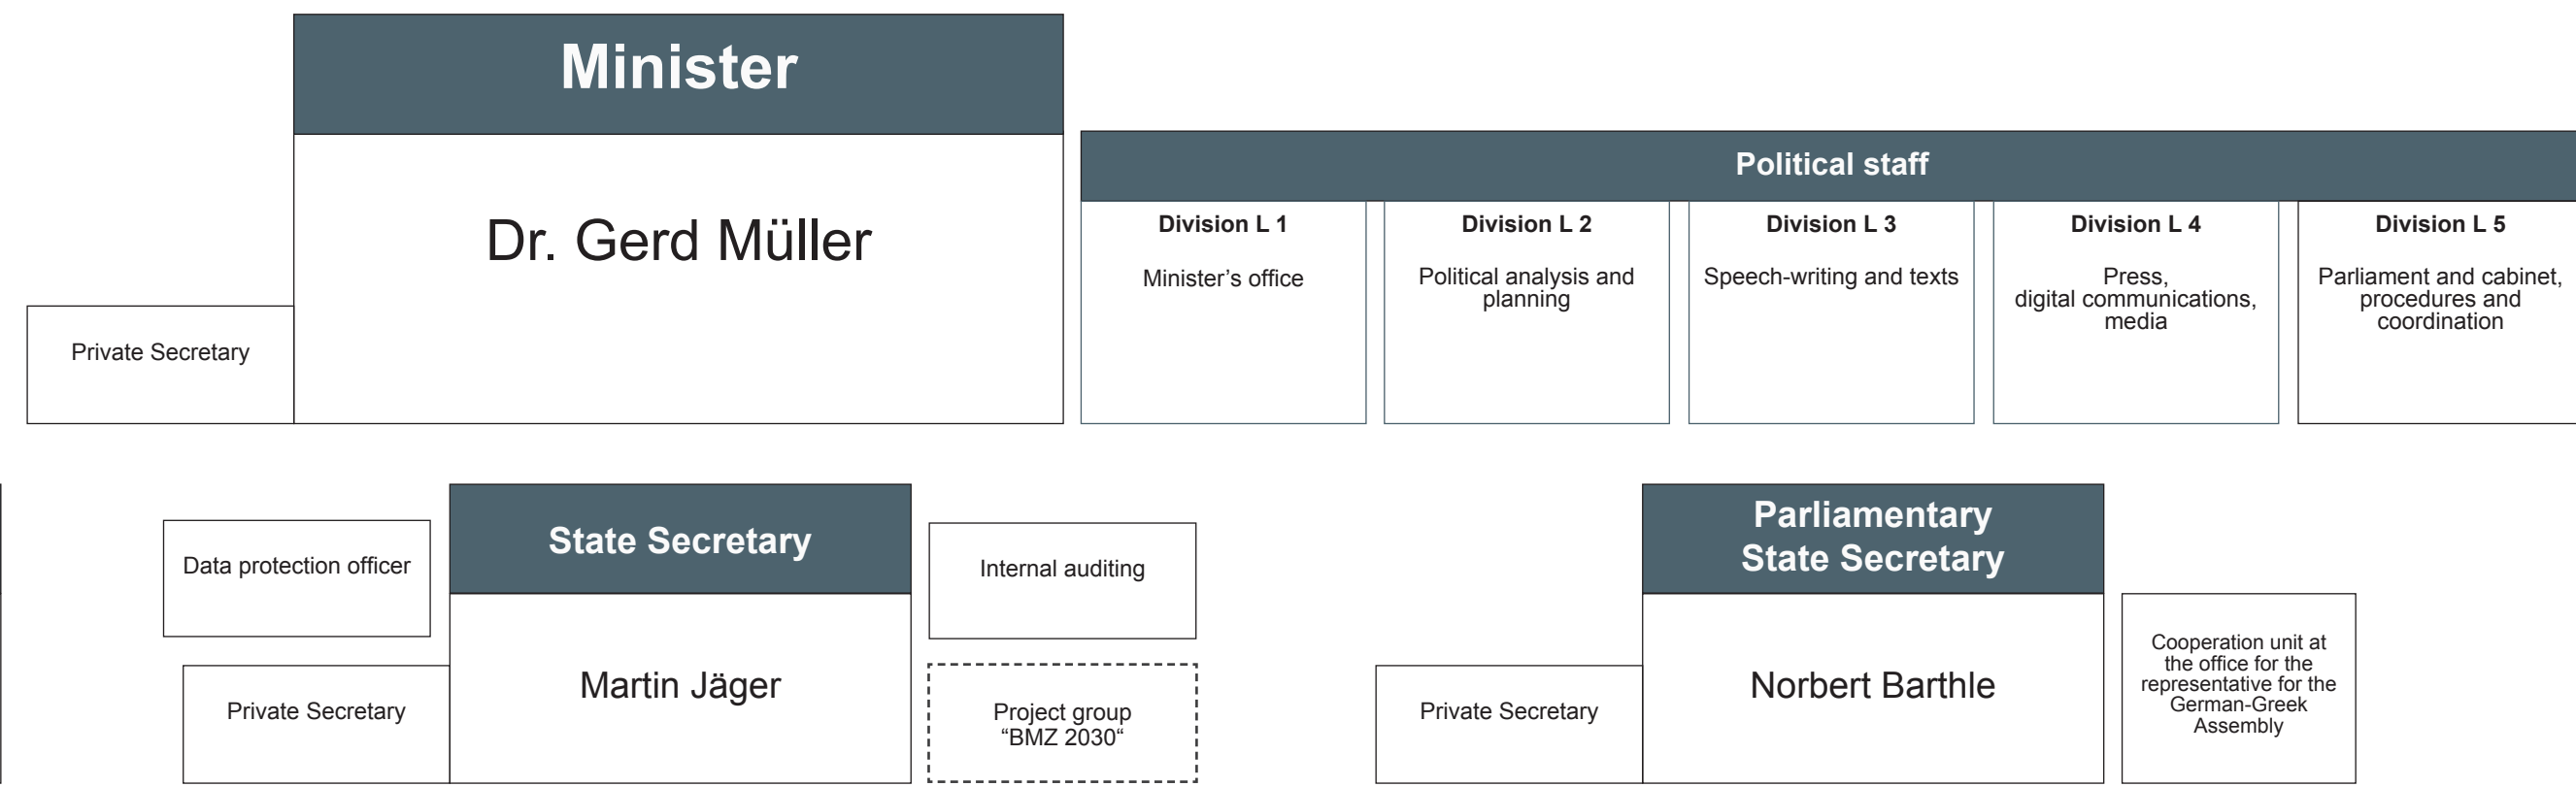 Minister
Dr. Gerd Müller
Private Secretary
Political staff
Division L 1
Minister’s office
Division L 2
Political analysis and
planning
Division L 3
Speech-writing and texts
Division L 4
Press,
digital communications,
media
Division L 5
Parliament and cabinet,
procedures and
coordination
Data protection officer
Private Secretary
State Secretary
Martin Jäger
Internal auditing
Project group
“BMZ 2030“
Private Secretary
Parliamentary
State Secretary
Norbert Barthle
Cooperation unit at
the office for the
representative for the
German-Greek
Assembly